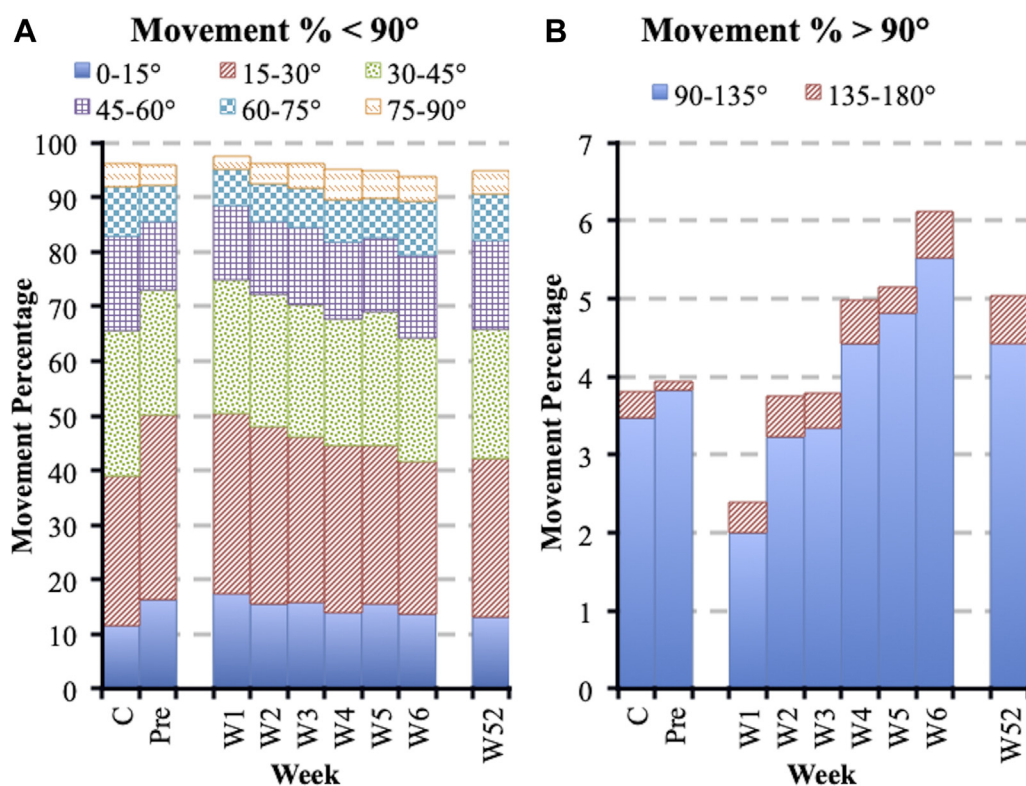 A
Movement % < 90°
0-15°
15-30°
30-45°
45-60°
60-75°
75-90°
Movement Percentage
100
90
80
70
60
50
40
30
20
10
0
C
Pre
W1
W2
W3
W4
W5
W6
W52
Week
B
Movement % > 90°
90-135°
135-180°
Movement Percentage
7
6
5
4
3
2
1
0
C
Pre
W1
W2
W3
W4
W5
W6
W52
Week